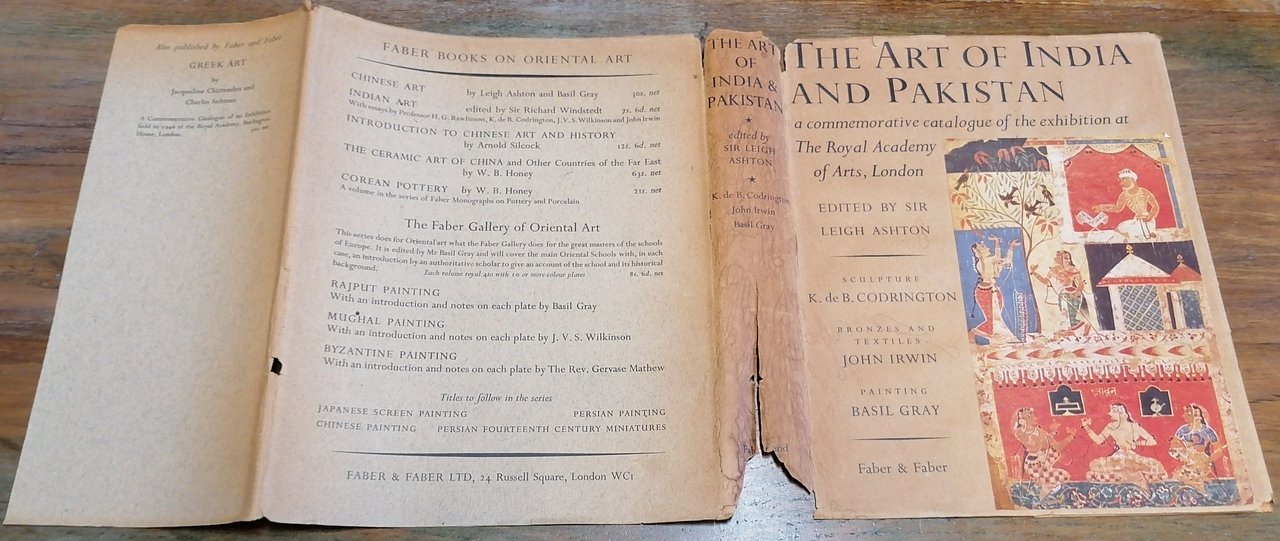 Also published by Faber and Faber
GREEK ART
by
Jacqueline Chittenden and
Charles Seltman
A Commemorative Catalogue of an Exhibition
held in 1946 at the Royal Academy, Burlington
House, London.
FABER BOOKS ON ORIENTAL ART
CHINESE ART by Leigh Ashton and Basil Gray 30s. net
INDIAN ART edited by Sir Richard Windstedt 7s. 6d. net
With essays by Professor H. G. Rawlinson, K. de B. Codrington, J. V. S. Wilkinson and John Irwin
INTRODUCTION TO CHINESE ART AND HISTORY
by Arnold Silcock 12s. 6d. net
THE CERAMIC ART OF CHINA and Other Countries of the Far East
by W. B. Honey 63s. net
COREAN POTTERY by W. B. Honey 21s. net
A volume in the series of Faber Monographs on Pottery and Porcelain
The Faber Gallery of Oriental Art
This series does for Oriental art what the Faber Gallery does for the great masters of the schools
of Europe. It is edited by Mr Basil Gray and will cover the main Oriental Schools with, in each
case, an introduction by an authoritative scholar to give an account of the school and its historical
background.
Each volume royal 4to with 10 or more colour plates 8s. 6d. net
RAJPUT PAINTING
With an introduction and notes on each plate by Basil Gray
MUGHAL PAINTING
With an introduction and notes on each plate by J. V. S. Wilkinson
BYZANTINE PAINTING
With an introduction and notes on each plate by The Rev. Gervase Mathew
Titles to follow in the series
JAPANESE SCREEN PAINTING PERSIAN PAINTING
CHINESE PAINTING PERSIAN FOURTEENTH CENTURY MINIATURES
FABER & FABER LTD, 24 Russell Square, London WC1
THE ART
OF
INDIA &
PAKISTAN
edited by
SIR LEIGH
ASHTON
K. de B. Codrington
John Irwin
Basil Gray
THE ART OF INDIA
AND PAKISTAN
a commemorative catalogue of the exhibition at
The Royal Academy
of Arts, London
EDITED BY SIR
LEIGH ASHTON
SCULPTURE
K. de B. CODRINGTON
BRONZES AND
TEXTILES
JOHN IRWIN
PAINTING
BASIL GRAY
Faber & Faber